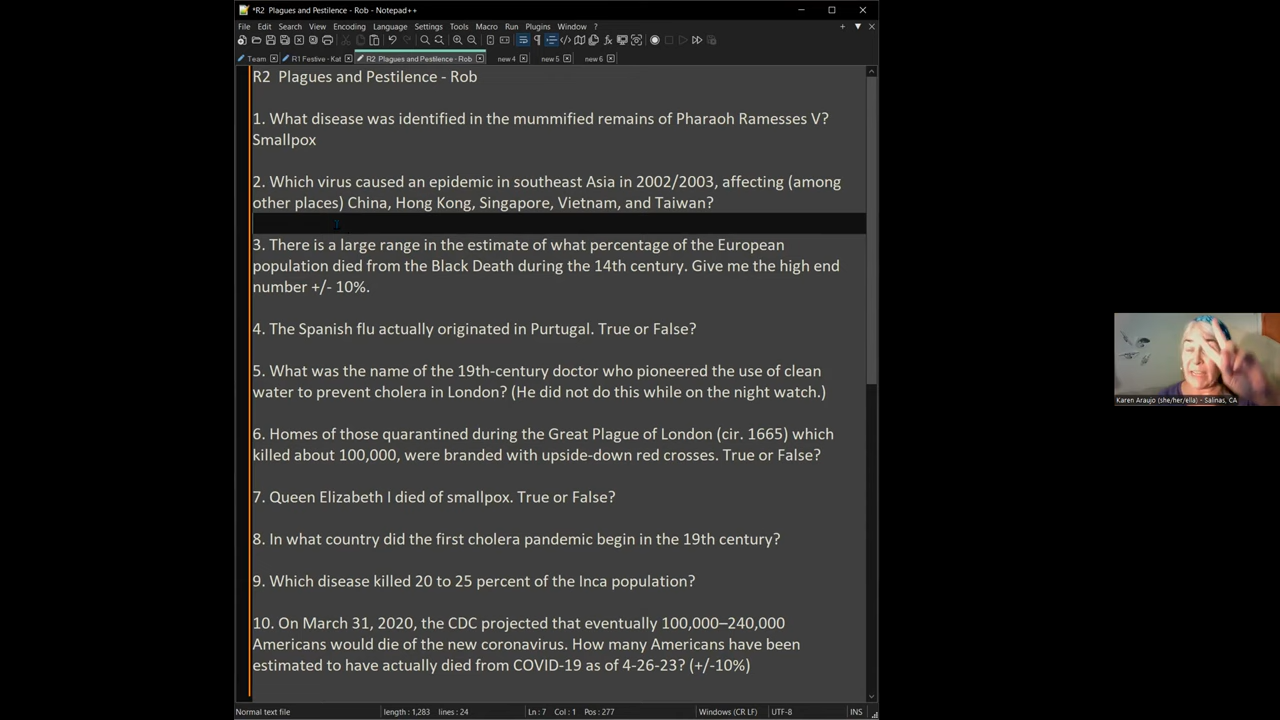 *R2 Plagues and Pestilence - Rob - Notepad++
File Edit Search View Encoding Language Settings Tools Macro Run Plugins Window ?
Team R1 Festive - Kat R2 Plagues and Pestilence - Rob new 4 new 5 new 6
R2 Plagues and Pestilence - Rob
1. What disease was identified in the mummified remains of Pharaoh Ramesses V?
Smallpox
2. Which virus caused an epidemic in southeast Asia in 2002/2003, affecting (among
other places) China, Hong Kong, Singapore, Vietnam, and Taiwan?
3. There is a large range in the estimate of what percentage of the European
population died from the Black Death during the 14th century. Give me the high end
number +/- 10%.
4. The Spanish flu actually originated in Purtugal. True or False?
5. What was the name of the 19th-century doctor who pioneered the use of clean
water to prevent cholera in London? (He did not do this while on the night watch.)
6. Homes of those quarantined during the Great Plague of London (cir. 1665) which
killed about 100,000, were branded with upside-down red crosses. True or False?
7. Queen Elizabeth I died of smallpox. True or False?
8. In what country did the first cholera pandemic begin in the 19th century?
9. Which disease killed 20 to 25 percent of the Inca population?
10. On March 31, 2020, the CDC projected that eventually 100,000–240,000
Americans would die of the new coronavirus. How many Americans have been
estimated to have actually died from COVID-19 as of 4-26-23? (+/-10%)
Karen Araujo (she/her/ella) - Salinas, CA
Normal text file length : 1,283 lines : 24 Ln : 7 Col : 1 Pos : 277 Windows (CR LF) UTF-8 INS